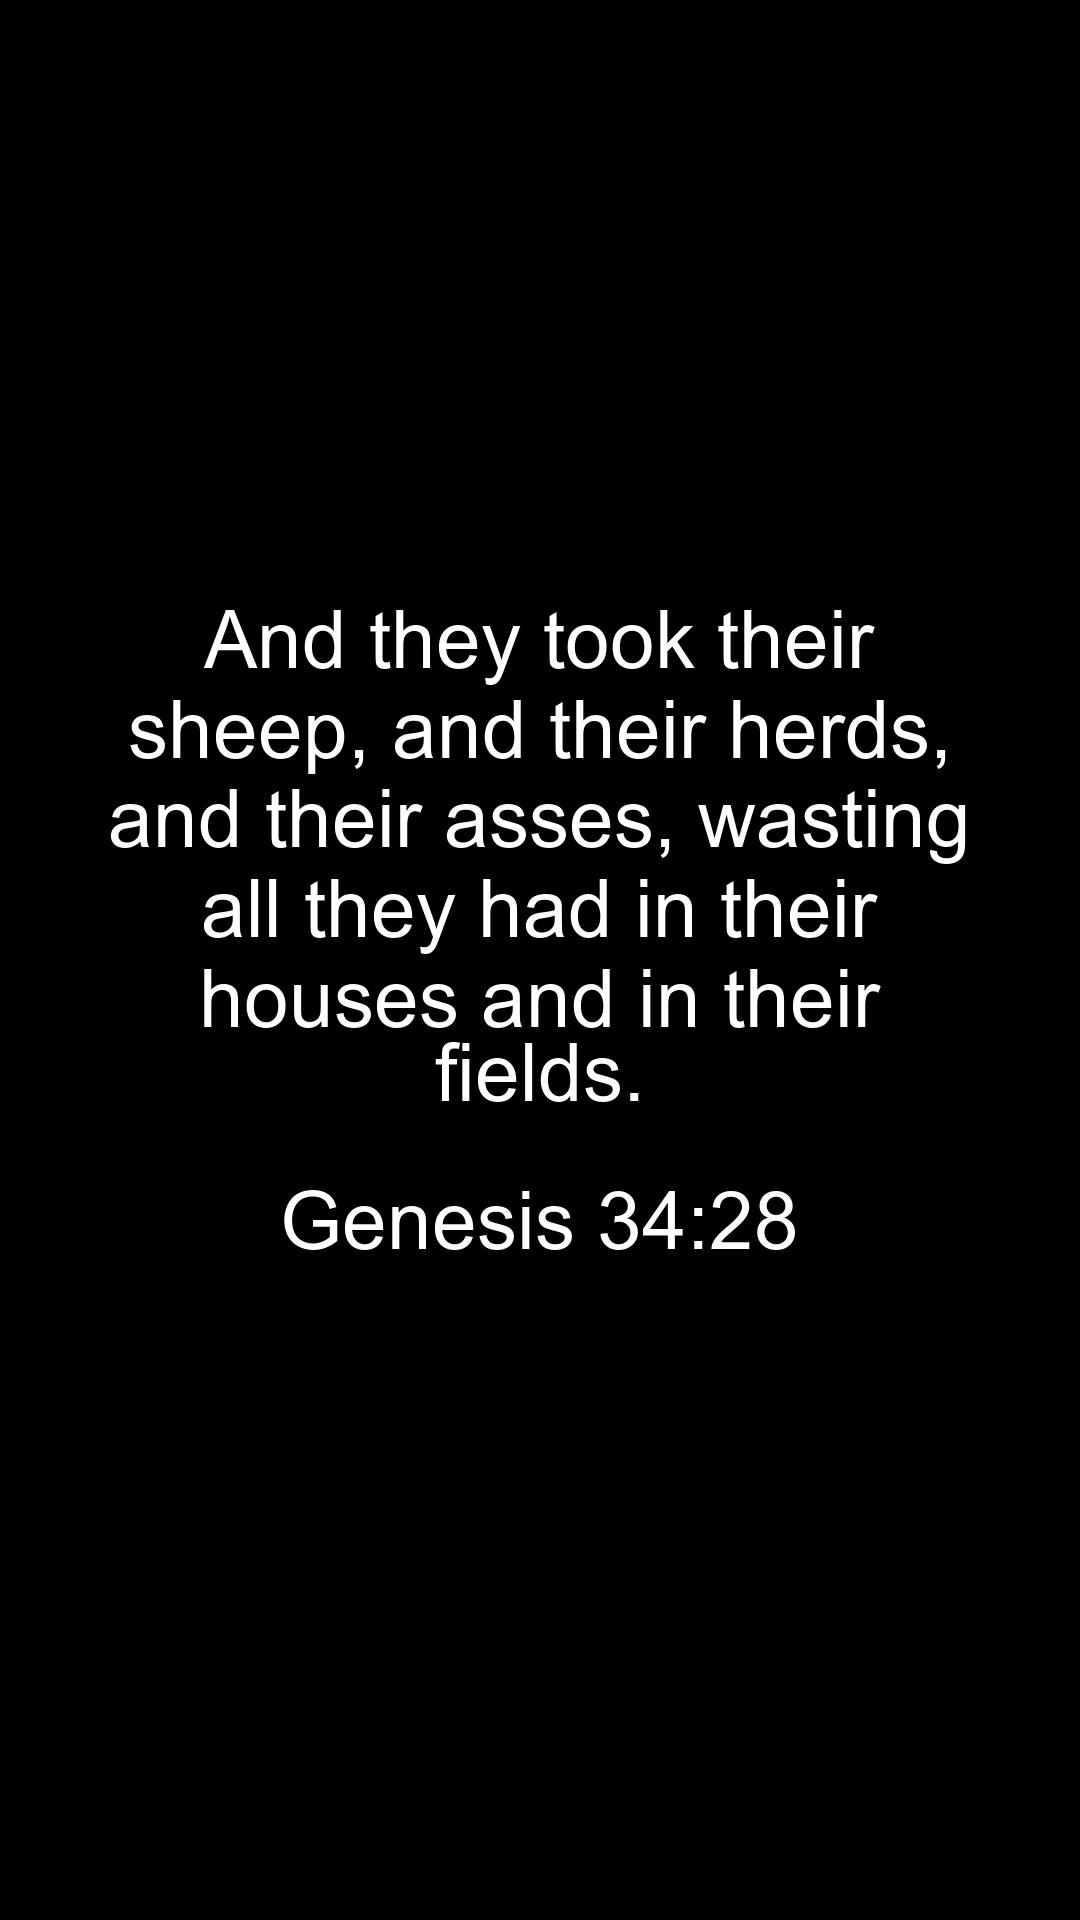 And they took their
sheep, and their herds,
and their asses, wasting
all they had in their
houses and in their
fields.
Genesis 34:28